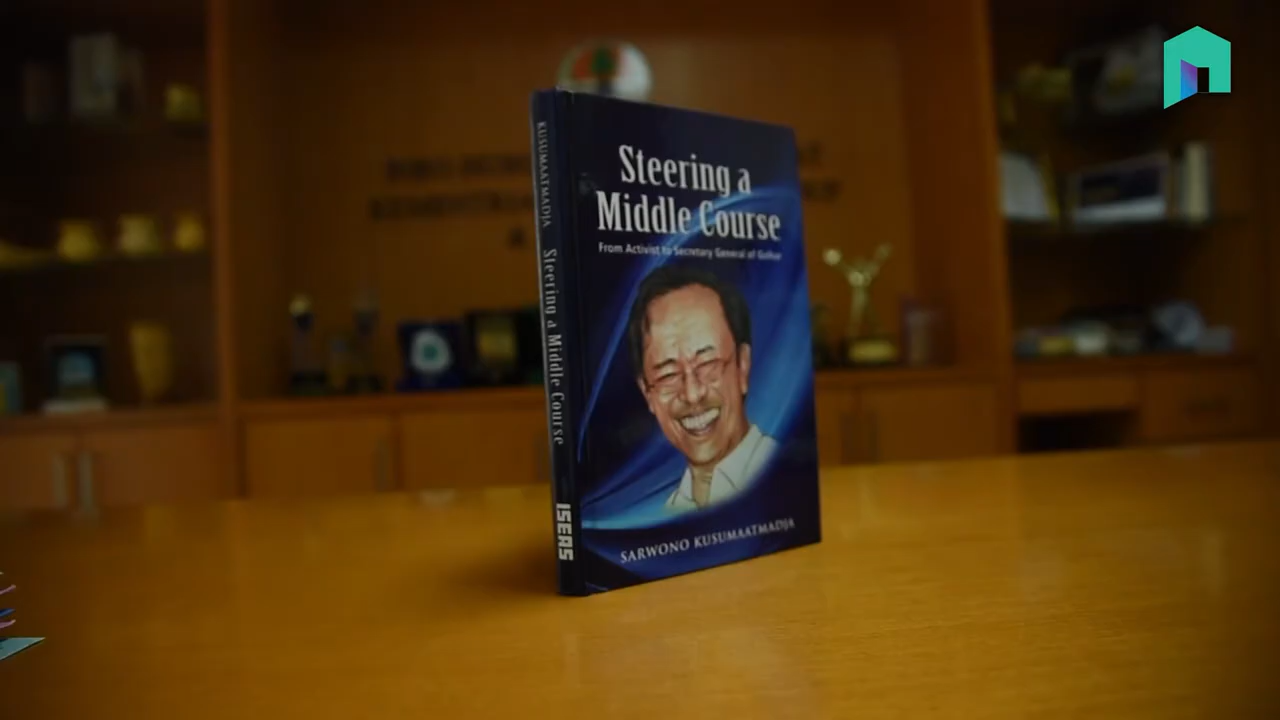 Steering a
Middle Course
From Activist to Secretary General of Golkar
SARWONO KUSUMAATMADJA
KUSUMAATMADJA Steering a Middle Course ISEAS